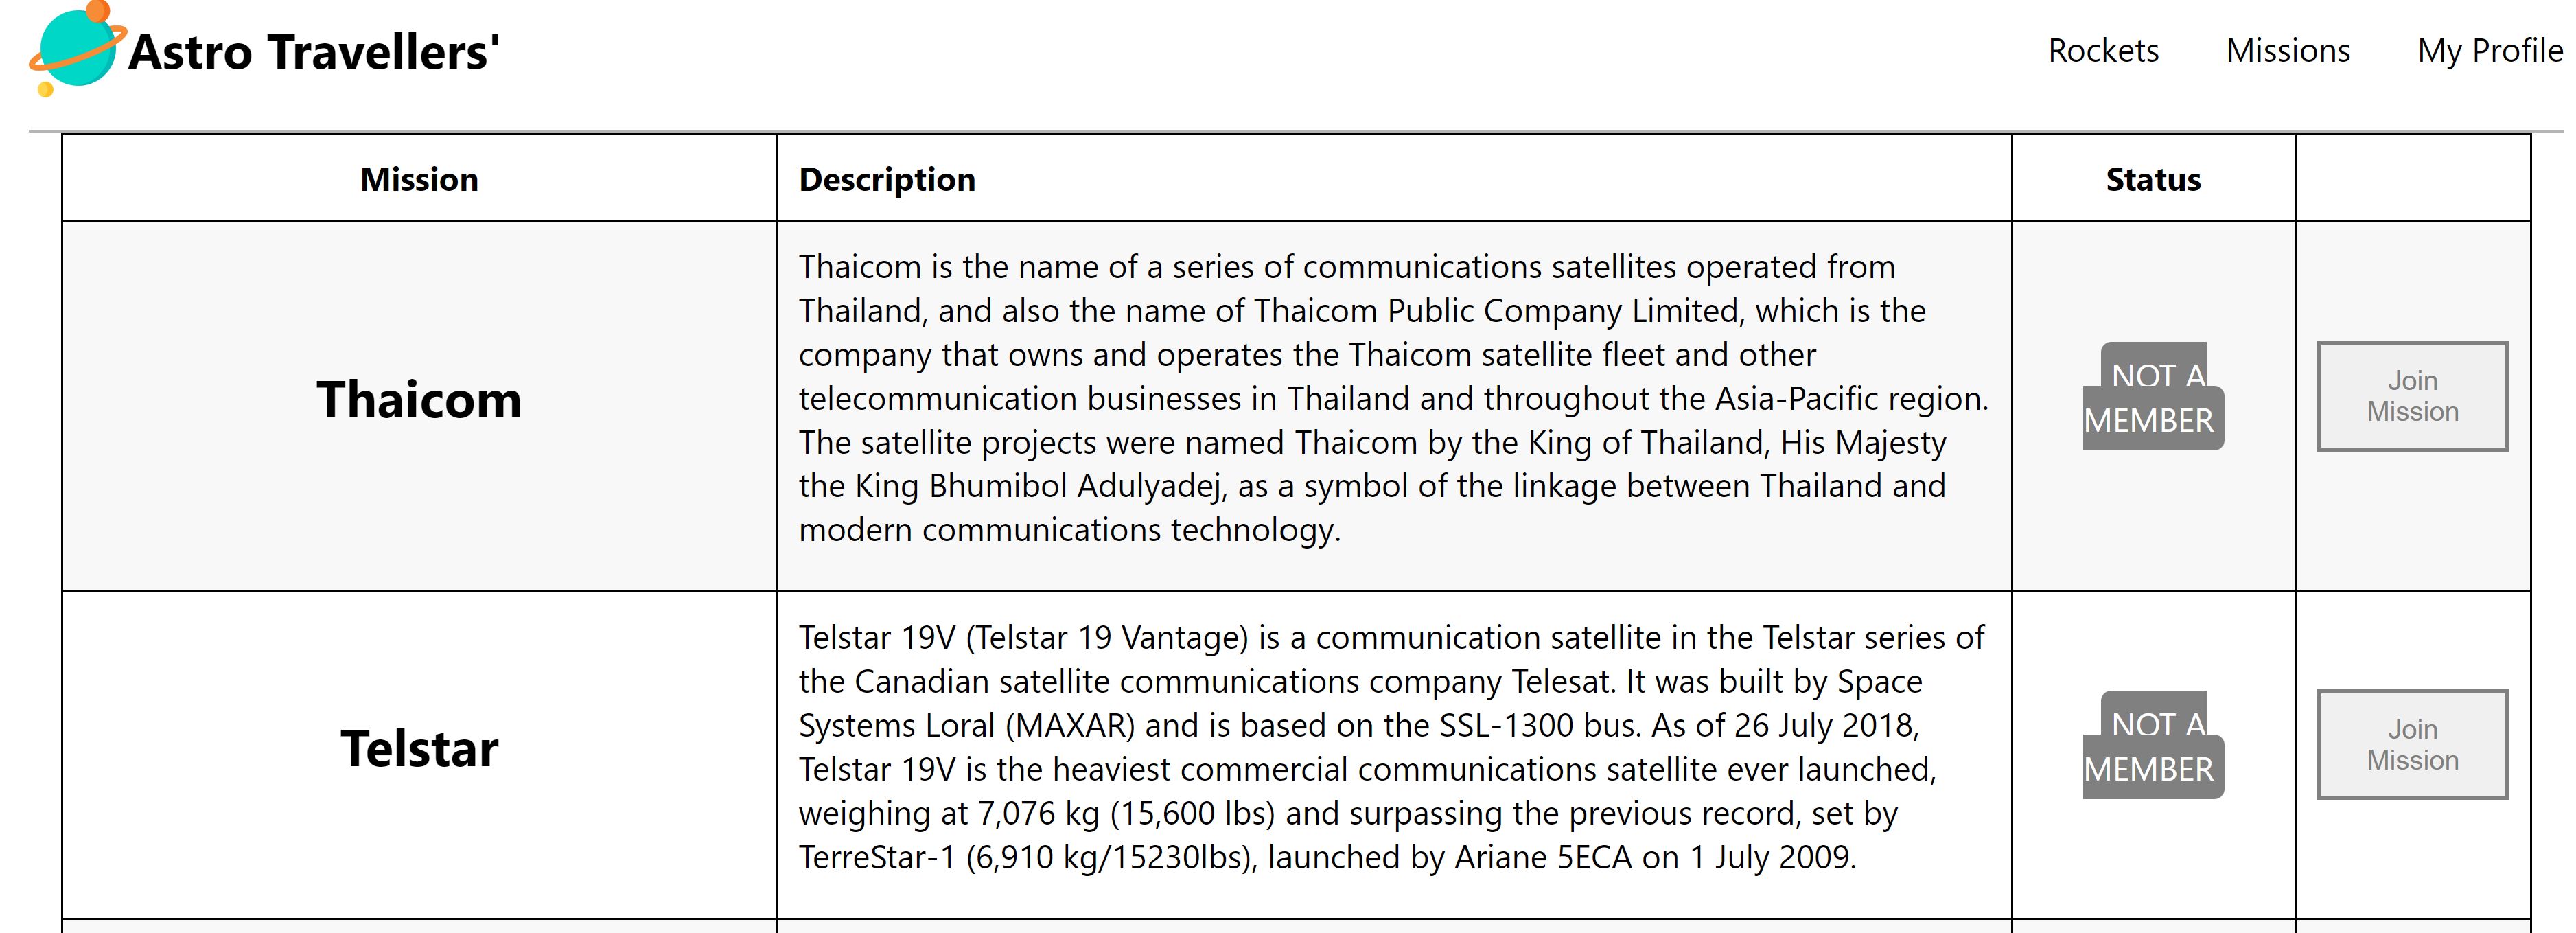 Astro Travellers'
Rockets Missions My Profile
Mission Description Status
Thaicom
Thaicom is the name of a series of communications satellites operated from
Thailand, and also the name of Thaicom Public Company Limited, which is the
company that owns and operates the Thaicom satellite fleet and other
telecommunication businesses in Thailand and throughout the Asia-Pacific region.
The satellite projects were named Thaicom by the King of Thailand, His Majesty
the King Bhumibol Adulyadej, as a symbol of the linkage between Thailand and
modern communications technology.
NOT A
MEMBER
Join
Mission
Telstar
Telstar 19V (Telstar 19 Vantage) is a communication satellite in the Telstar series of
the Canadian satellite communications company Telesat. It was built by Space
Systems Loral (MAXAR) and is based on the SSL-1300 bus. As of 26 July 2018,
Telstar 19V is the heaviest commercial communications satellite ever launched,
weighing at 7,076 kg (15,600 lbs) and surpassing the previous record, set by
TerreStar-1 (6,910 kg/15230lbs), launched by Ariane 5ECA on 1 July 2009.
NOT A
MEMBER
Join
Mission